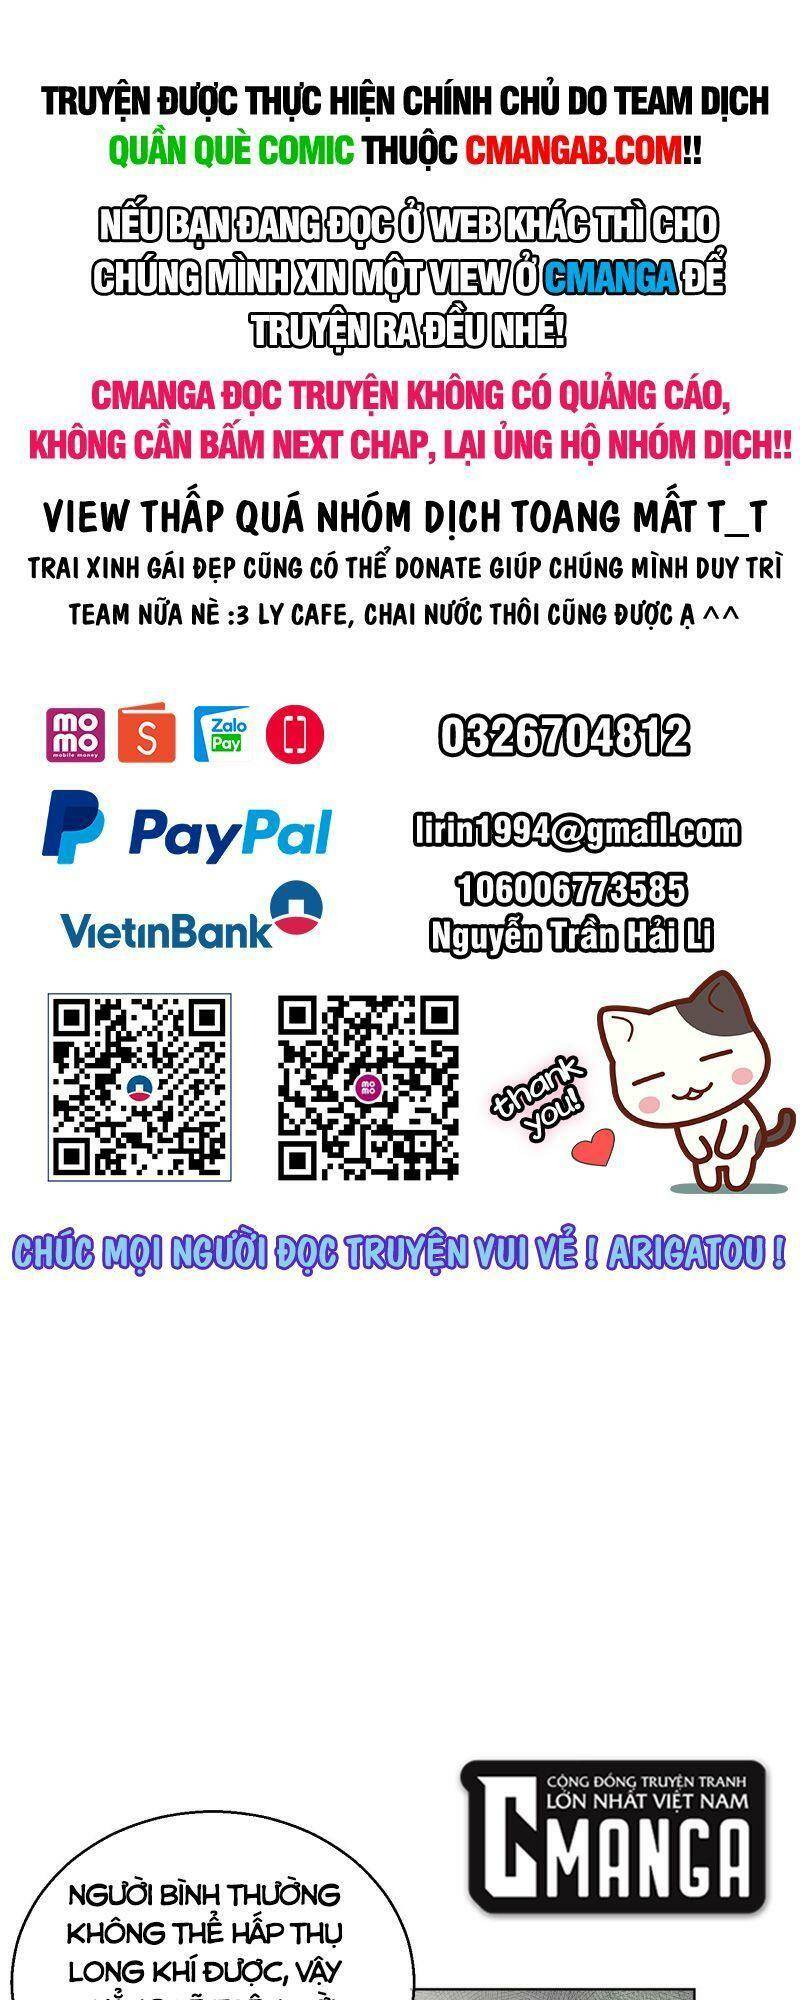 TRUYỆN ĐƯỢC THỰC HIỆN CHÍNH CHỦ DO TEAM DỊCH
QUẦN QUÈ COMIC THUỘC CMANGAB.COM!!
NẾU BẠN ĐANG ĐỌC Ở WEB KHÁC THÌ CHO
CHÚNG MÌNH XIN MỘT VIEW Ở CMANGA ĐỂ
TRUYỆN RA ĐỀU NHÉ!
CMANGA ĐỌC TRUYỆN KHÔNG CÓ QUẢNG CÁO,
KHÔNG CẦN BẤM NEXT CHAP, LẠI ỦNG HỘ NHÓM DỊCH!!
VIEW THẤP QUÁ NHÓM DỊCH TOANG MẤT T_T
TRAI XINH GÁI ĐẸP CŨNG CÓ THỂ DONATE GIÚP CHÚNG MÌNH DUY TRÌ
TEAM NỮA NÈ :3 LY CAFE, CHAI NƯỚC THÔI CŨNG ĐƯỢC Ạ ^^
mo
mo
mobile money
S
Zalo
Pay
0326704812
PayPal
lirin1994@gmail.com
VietinBank
106006773585
Nguyễn Trần Hải Li
mo
mo
thank
you!
CHÚC MỌI NGƯỜI ĐỌC TRUYỆN VUI VẺ ! ARIGATOU !
CỘNG ĐỒNG TRUYỆN TRANH
LỚN NHẤT VIỆT NAM
CMANGA
NGƯỜI BÌNH THƯỜNG
KHÔNG THỂ HẤP THỤ
LONG KHÍ ĐƯỢC, VẬY